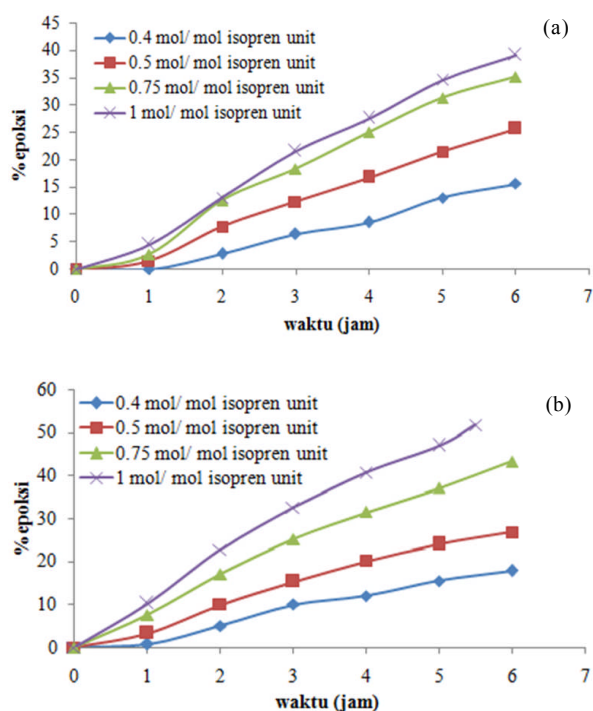 (a)
0.4 mol/ mol isopren unit
0.5 mol/ mol isopren unit
0.75 mol/ mol isopren unit
1 mol/ mol isopren unit
% epoksi
45
40
35
30
25
20
15
10
5
0
0 1 2 3 4 5 6 7
waktu (jam)
(b)
0.4 mol/ mol isopren unit
0.5 mol/ mol isopren unit
0.75 mol/ mol isopren unit
1 mol/ mol isopren unit
% epoksi
60
50
40
30
20
10
0
0 1 2 3 4 5 6 7
waktu (jam)